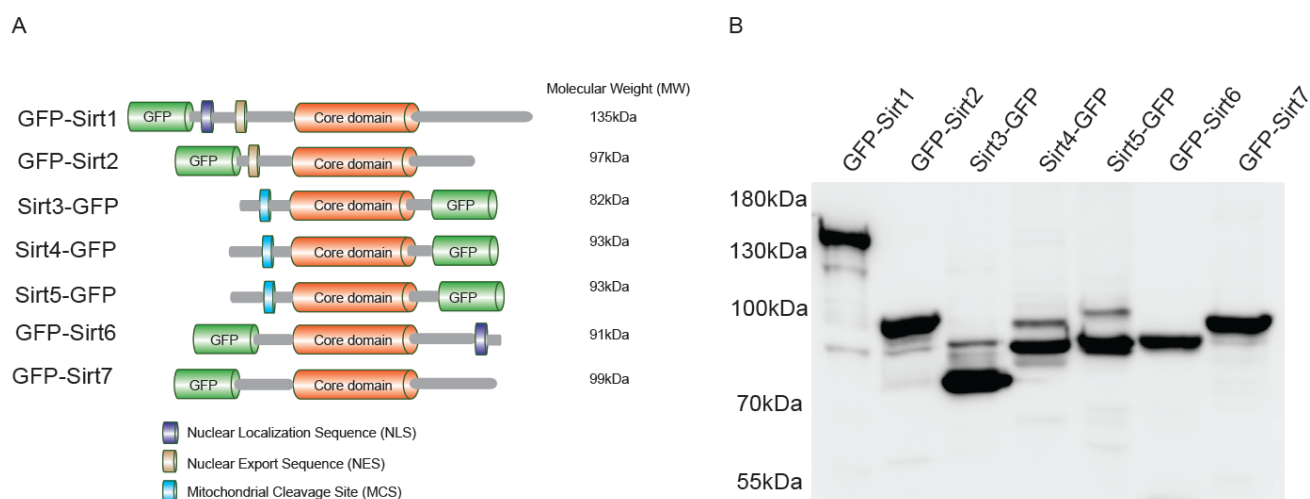 A
B
Molecular Weight (MW)
GFP-Sirt1 GFP Core domain 135kDa
GFP-Sirt2 GFP Core domain 97kDa
Sirt3-GFP Core domain GFP 82kDa
Sirt4-GFP Core domain GFP 93kDa
Sirt5-GFP Core domain GFP 93kDa
GFP-Sirt6 GFP Core domain 91kDa
GFP-Sirt7 GFP Core domain 99kDa
Nuclear Localization Sequence (NLS)
Nuclear Export Sequence (NES)
Mitochondrial Cleavage Site (MCS)
GFP-Sirt1
GFP-Sirt2
Sirt3-GFP
Sirt4-GFP
Sirt5-GFP
GFP-Sirt6
GFP-Sirt7
180kDa
130kDa
100kDa
70kDa
55kDa